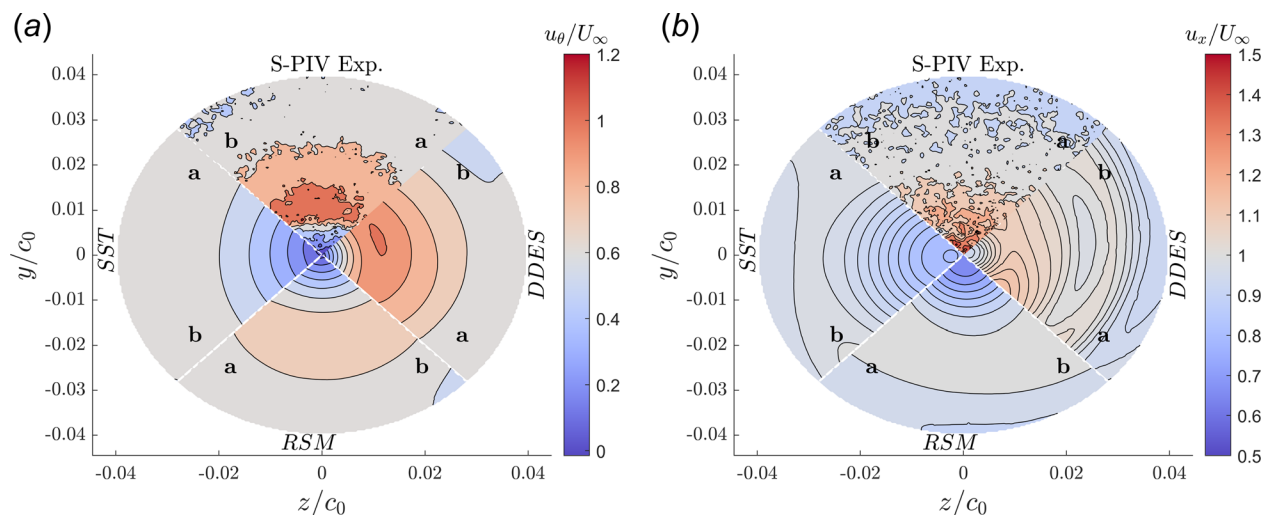 (a)
u_θ/U_∞
S-PIV Exp.
1.2
1
0.8
0.6
0.4
0.2
0
0.04
0.03
0.02
0.01
0
-0.01
-0.02
-0.03
-0.04
y/c_0
SST
DDES
RSM
b a
a b
b a
a b
-0.04 -0.02 0 0.02 0.04
z/c_0
(b)
u_x/U_∞
S-PIV Exp.
1.5
1.4
1.3
1.2
1.1
1
0.9
0.8
0.7
0.6
0.5
0.04
0.03
0.02
0.01
0
-0.01
-0.02
-0.03
-0.04
y/c_0
SST
DDES
RSM
b a
a b
b a
a b
-0.04 -0.02 0 0.02 0.04
z/c_0